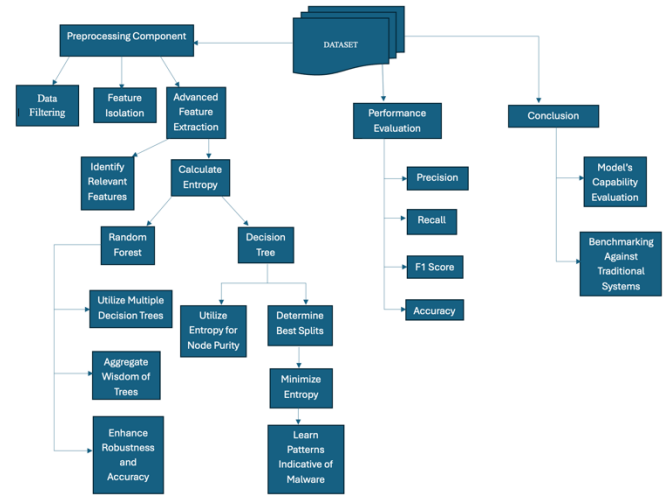 Preprocessing Component
DATASET
Data
Filtering
Feature
Isolation
Advanced
Feature
Extraction
Performance
Evaluation
Conclusion
Identify
Relevant
Features
Calculate
Entropy
Precision
Model's
Capability
Evaluation
Recall
Random
Forest
Decision
Tree
Benchmarking
Against
Traditional
Systems
F1 Score
Accuracy
Utilize Multiple
Decision Trees
Utilize
Entropy for
Node Purity
Determine
Best Splits
Aggregate
Wisdom of
Trees
Minimize
Entropy
Enhance
Robustness
and
Accuracy
Learn
Patterns
Indicative of
Malware